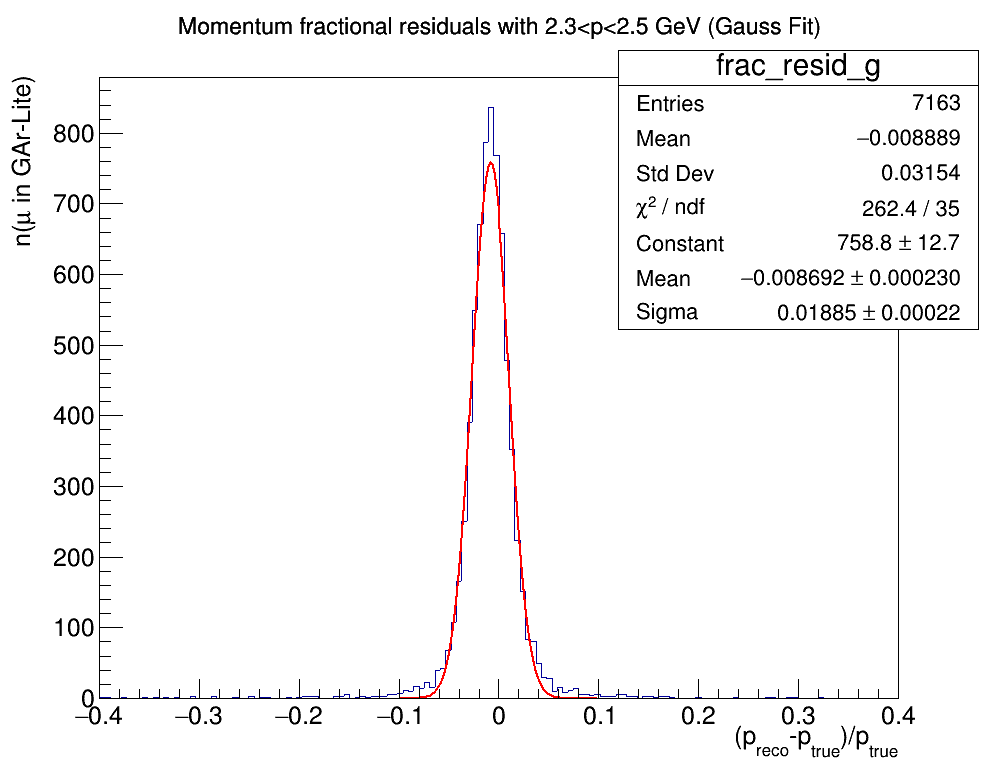 Momentum fractional residuals with 2.3<p<2.5 GeV (Gauss Fit)
frac_resid_g
Entries 7163
Mean −0.008889
Std Dev 0.03154
χ² / ndf 262.4 / 35
Constant 758.8 ± 12.7
Mean −0.008692 ± 0.000230
Sigma 0.01885 ± 0.00022
n(μ in GAr-Lite)
800
700
600
500
400
300
200
100
0
−0.4 −0.3 −0.2 −0.1 0 0.1 0.2 0.3 0.4
(p_reco-p_true)/p_true